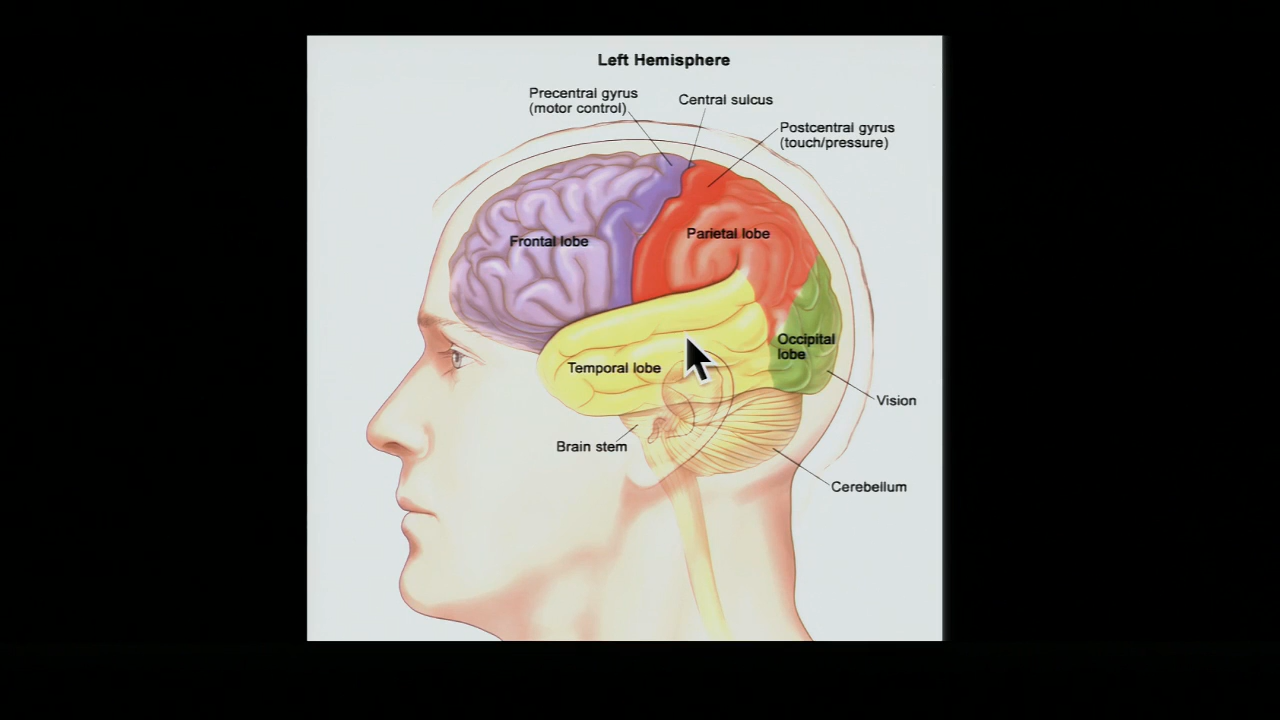 Left Hemisphere
Precentral gyrus
(motor control)
Central sulcus
Postcentral gyrus
(touch/pressure)
Frontal lobe
Parietal lobe
Occipital
lobe
Temporal lobe
Vision
Brain stem
Cerebellum